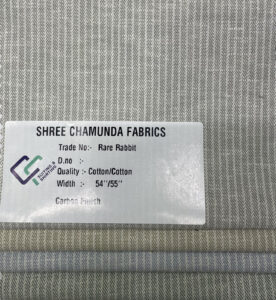 SHREE CHAMUNDA FABRICS
Trade No:- Rare Rabbit
D.no :-
Quality :- Cotton/Cotton
Width :- 54"/55"
Carbon Finish